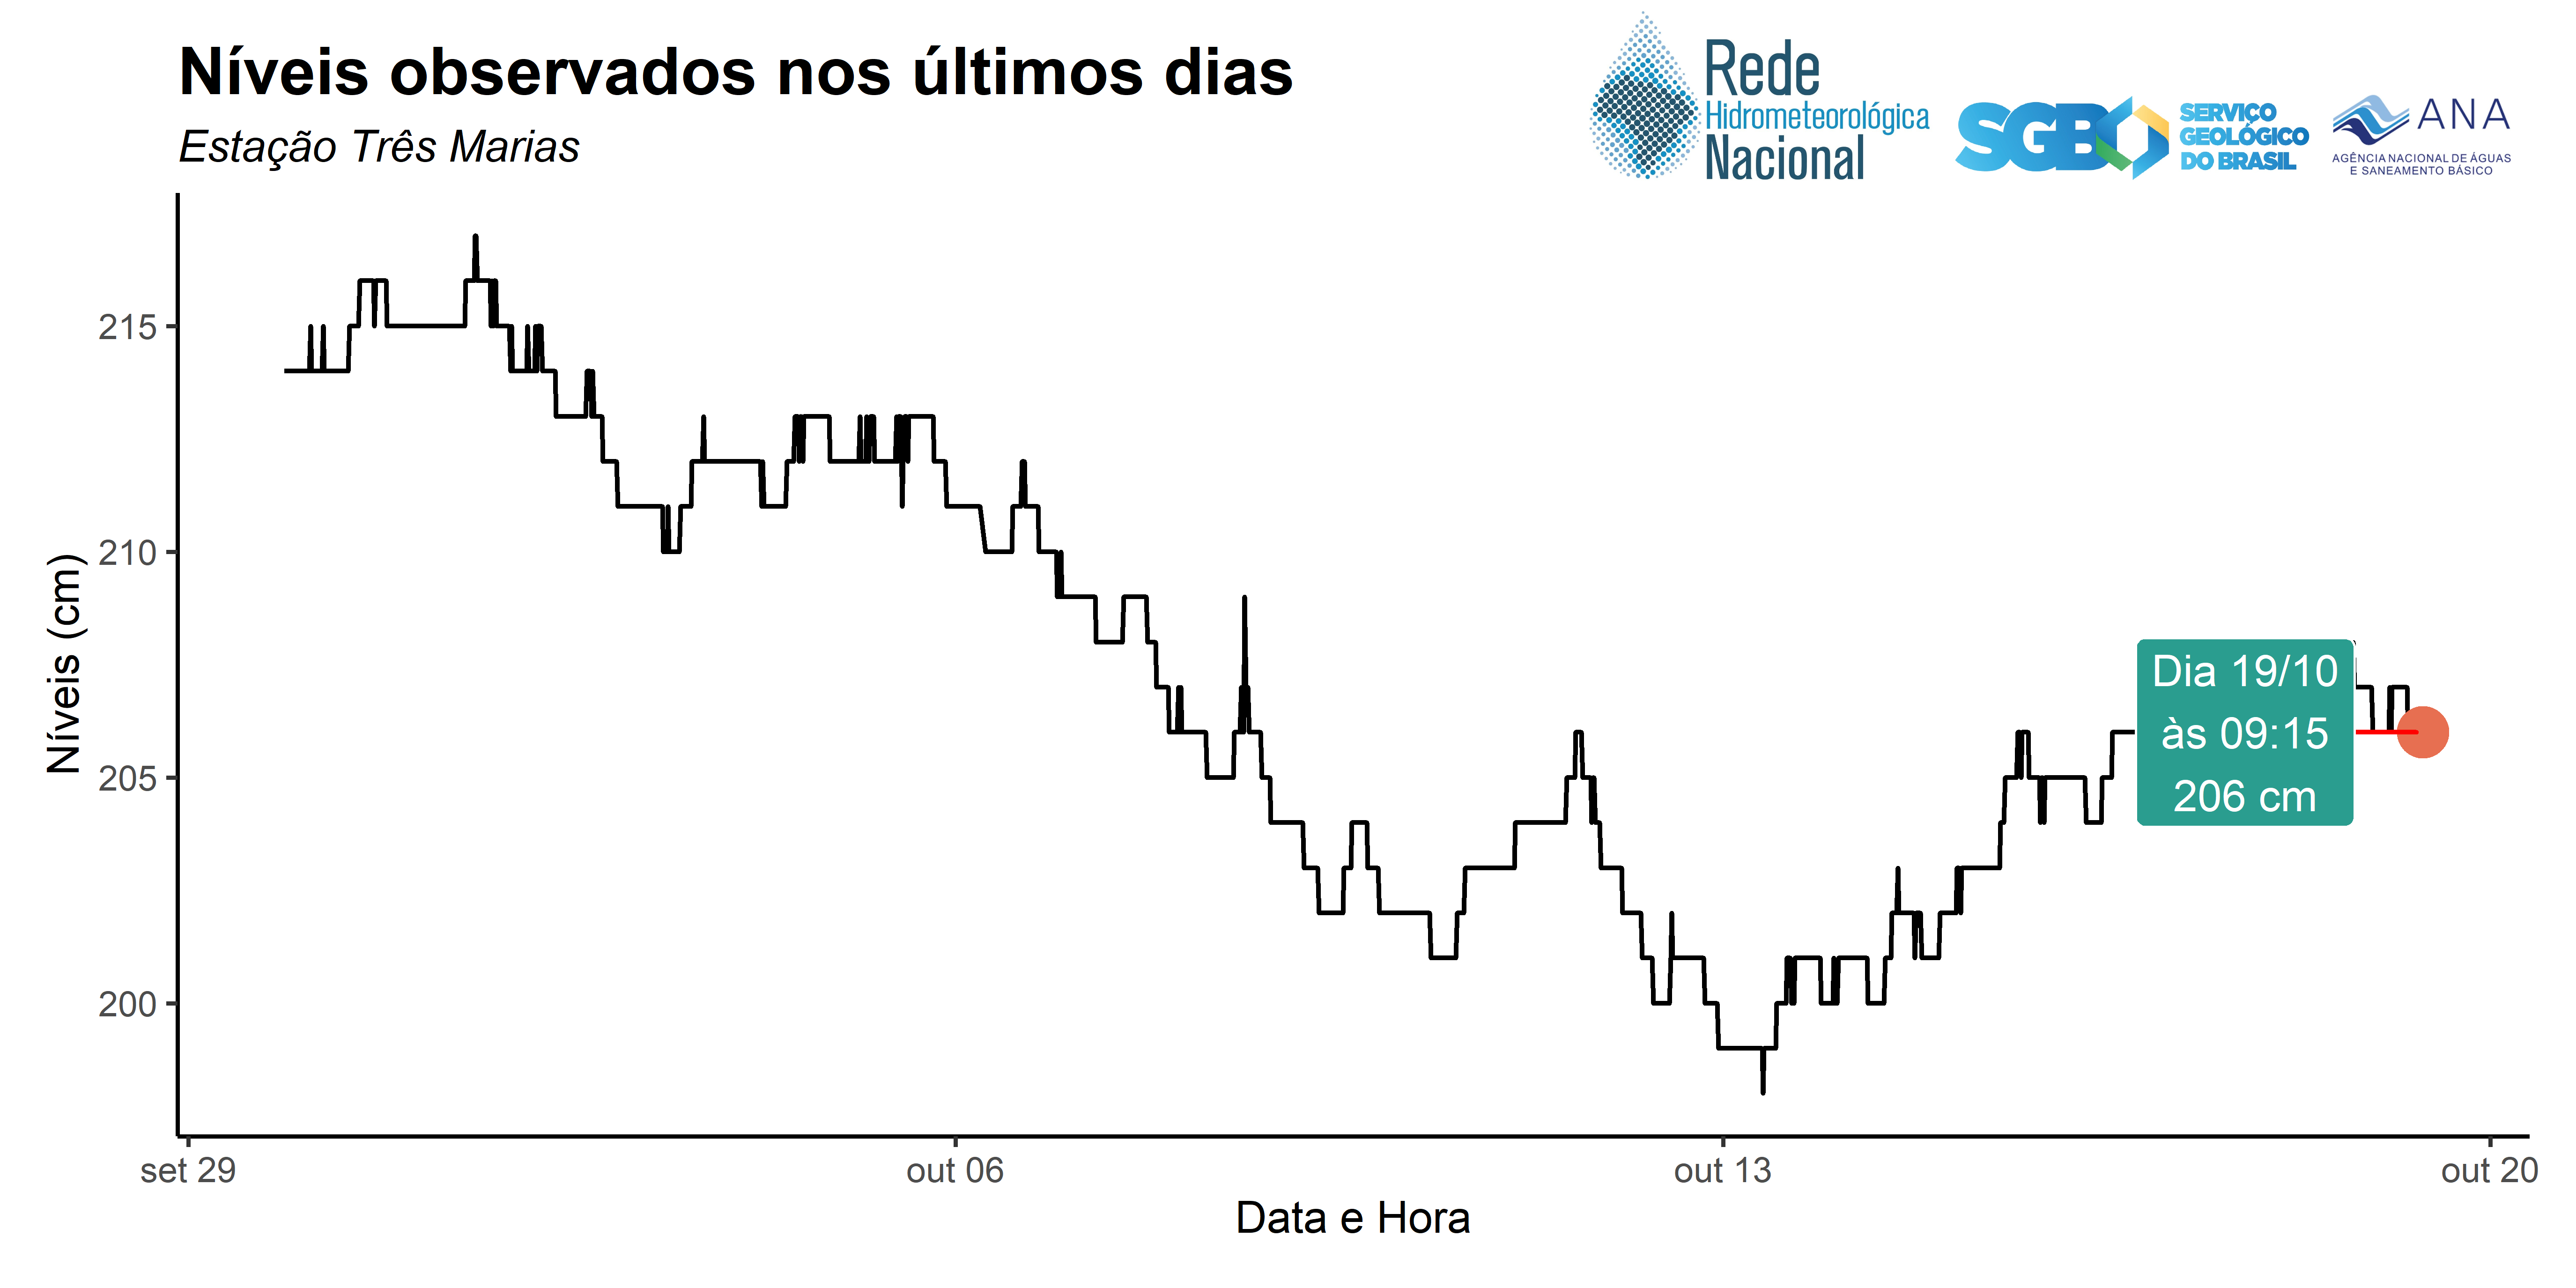 Níveis observados nos últimos dias
Estação Três Marias
Rede
Hidrometeorológica
Nacional
SGB
SERVIÇO
GEOLÓGICO
DO BRASIL
ANA
AGÊNCIA NACIONAL DE ÁGUAS
E SANEAMENTO BÁSICO
Níveis (cm)
215
210
205
200
Dia 19/10
às 09:15
206 cm
set 29
out 06
out 13
out 20
Data e Hora